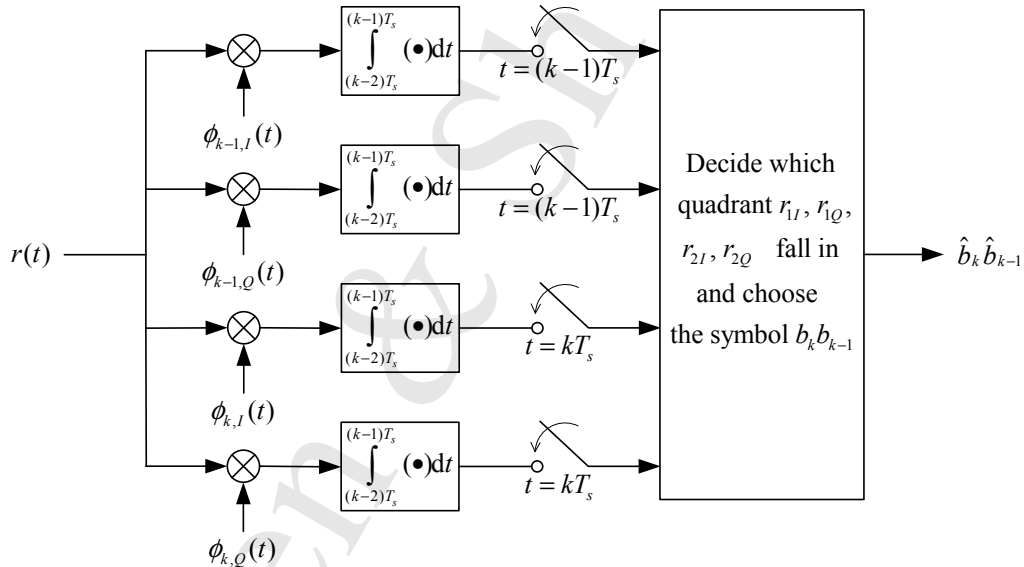 (k−1)T_s
∫ (•)dt
(k−2)T_s
t = (k−1)T_s
ϕ_{k−1,I}(t)
(k−1)T_s
∫ (•)dt
(k−2)T_s
t = (k−1)T_s
ϕ_{k−1,Q}(t)
r(t)
(k−1)T_s
∫ (•)dt
(k−2)T_s
t = kT_s
ϕ_{k,I}(t)
(k−1)T_s
∫ (•)dt
(k−2)T_s
t = kT_s
ϕ_{k,Q}(t)
Decide which
quadrant r_{1I}, r_{1Q},
r_{2I}, r_{2Q} fall in
and choose
the symbol b_k b_{k−1}
b̂_k b̂_{k−1}
en & Sh